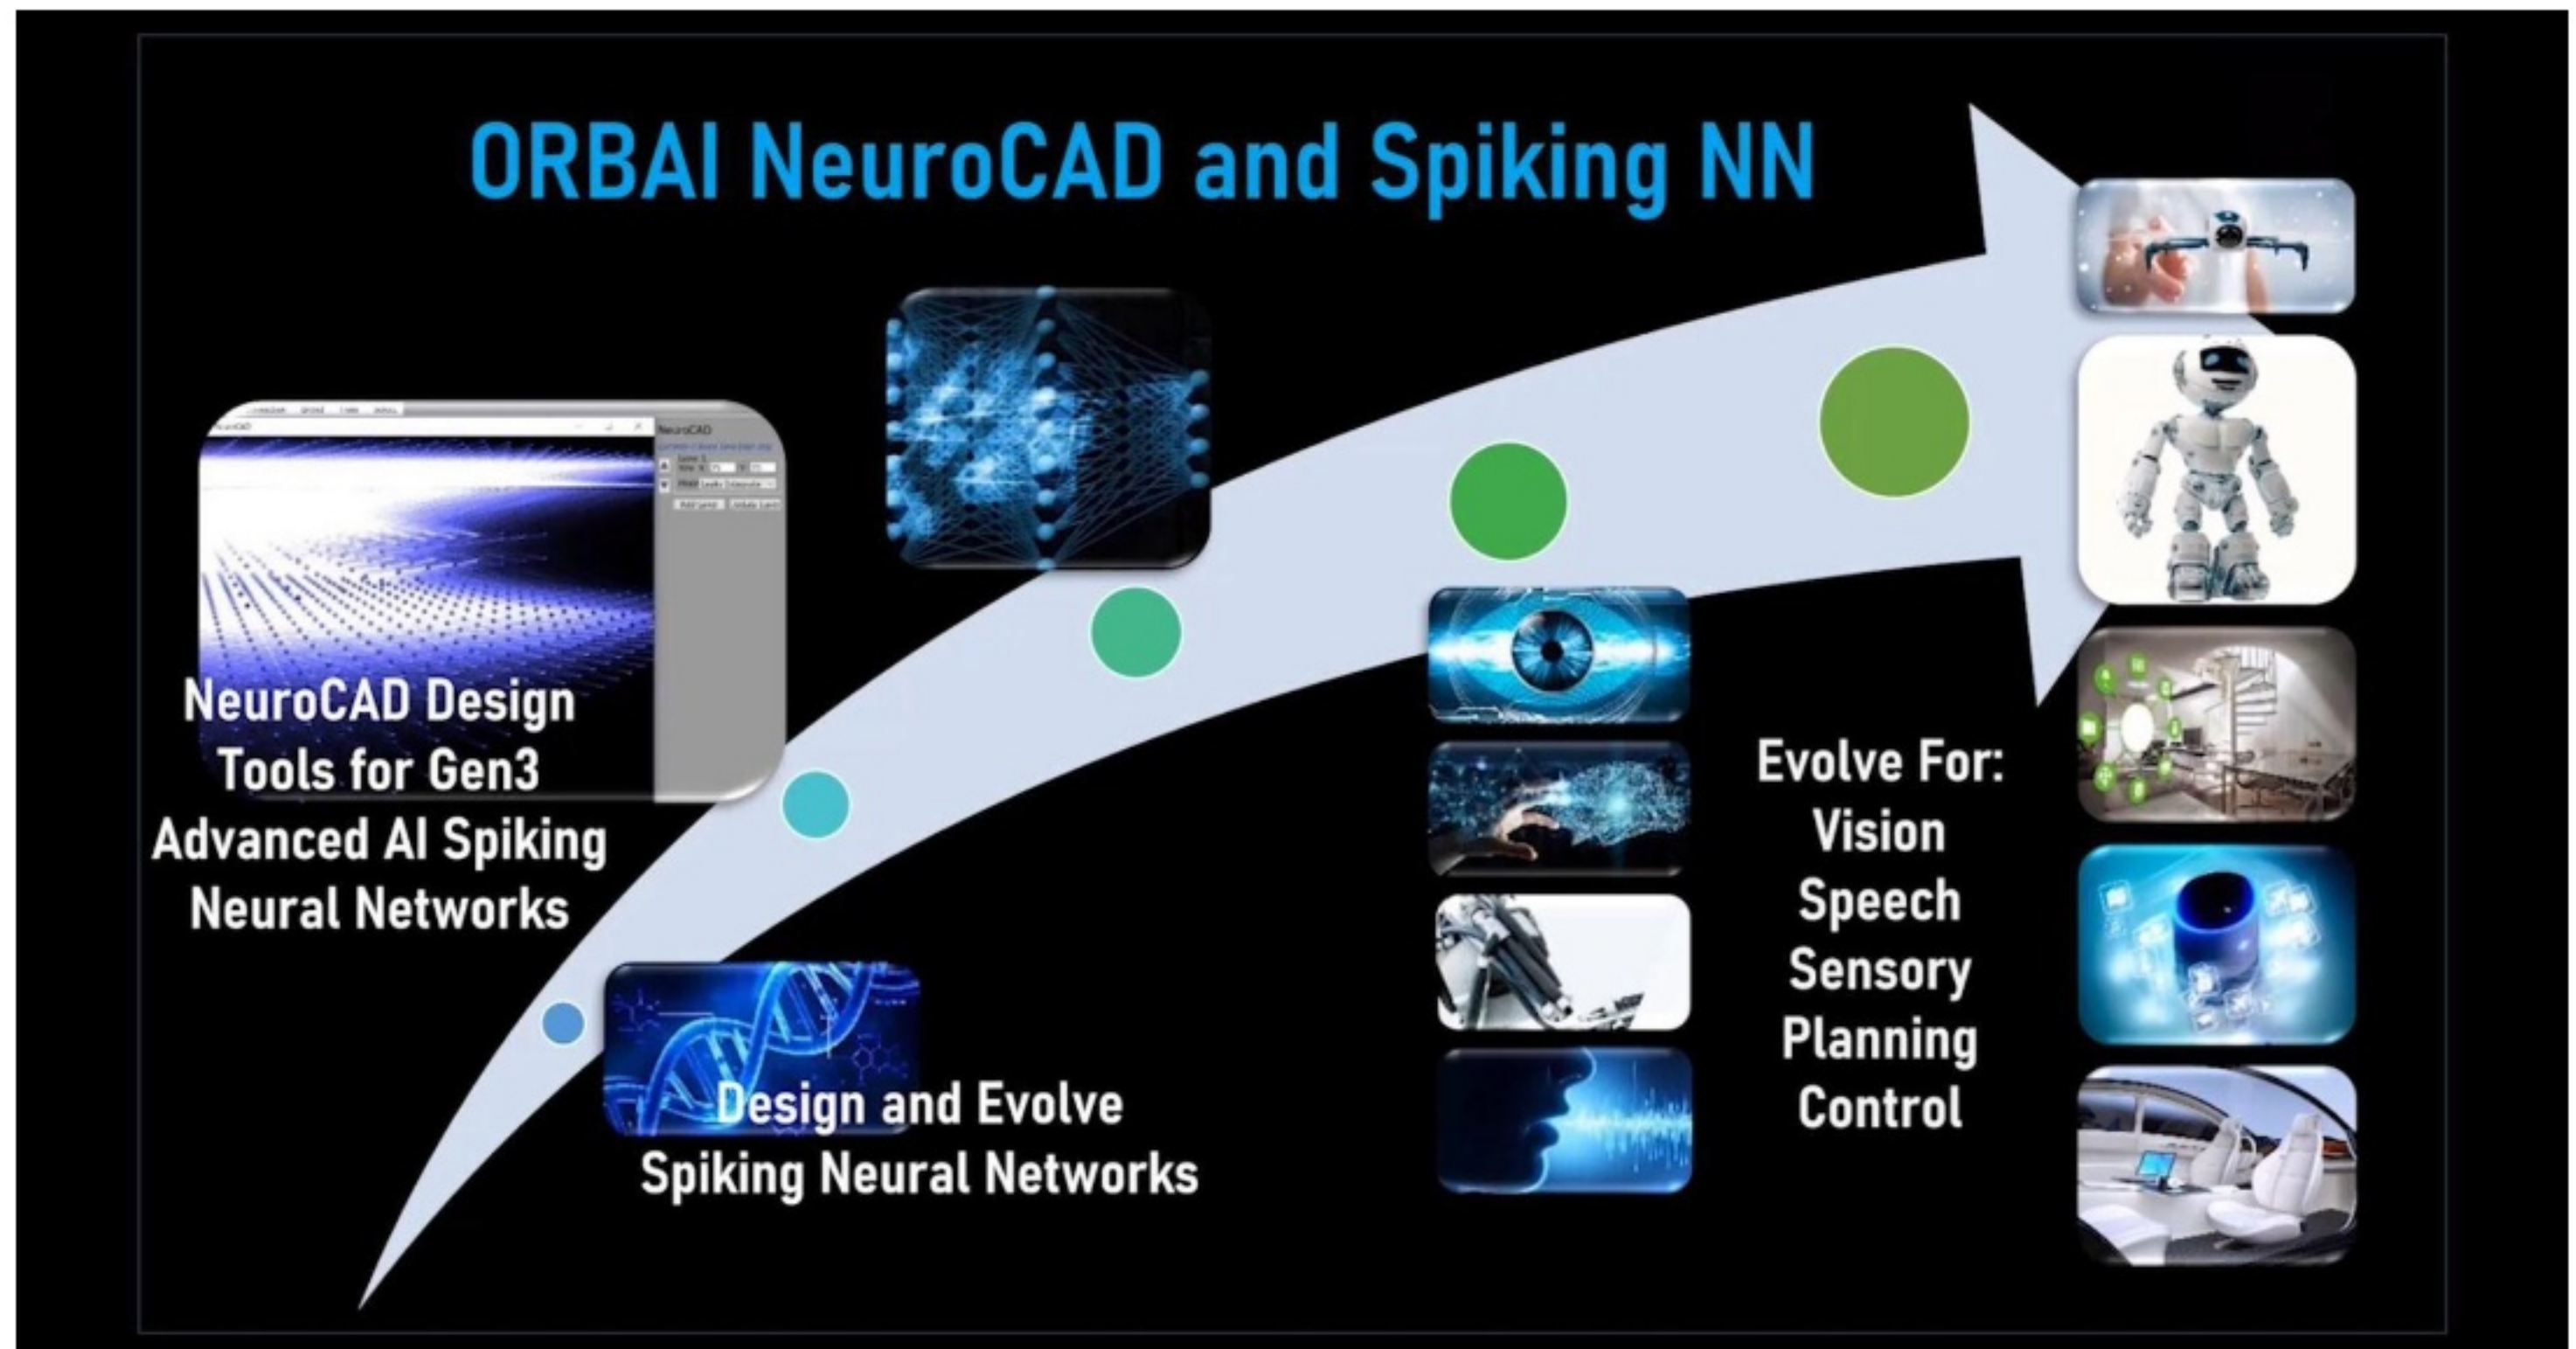 ORBAI NeuroCAD and Spiking NN
NeuroCAD
NeuroCAD Design
Tools for Gen3
Advanced AI Spiking
Neural Networks
Design and Evolve
Spiking Neural Networks
Evolve For:
Vision
Speech
Sensory
Planning
Control